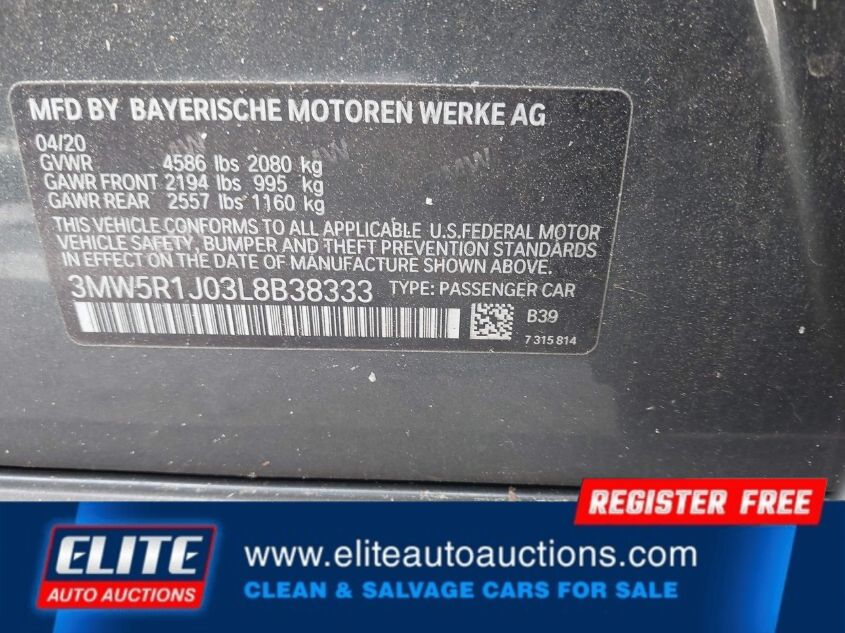 MFD BY BAYERISCHE MOTOREN WERKE AG
04/20
GVWR 4586 lbs 2080 kg
GAWR FRONT 2194 lbs 995 kg
GAWR REAR 2557 lbs 1160 kg
THIS VEHICLE CONFORMS TO ALL APPLICABLE U.S.FEDERAL MOTOR
VEHICLE SAFETY, BUMPER AND THEFT PREVENTION STANDARDS
IN EFFECT ON THE DATE OF MANUFACTURE SHOWN ABOVE.
3MW5R1J03L8B38333 TYPE: PASSENGER CAR
B39
7 315 814
REGISTER FREE
ELITE
AUTO AUCTIONS
www.eliteautoauctions.com
CLEAN & SALVAGE CARS FOR SALE